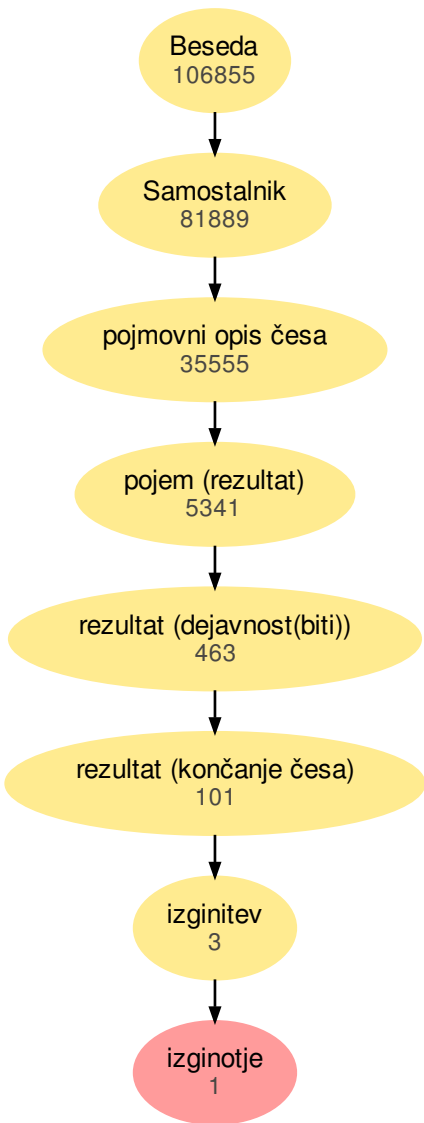 Beseda
106855
Samostalnik
81889
pojmovni opis česa
35555
pojem (rezultat)
5341
rezultat (dejavnost(biti))
463
rezultat (končanje česa)
101
izginitev
3
izginotje
1